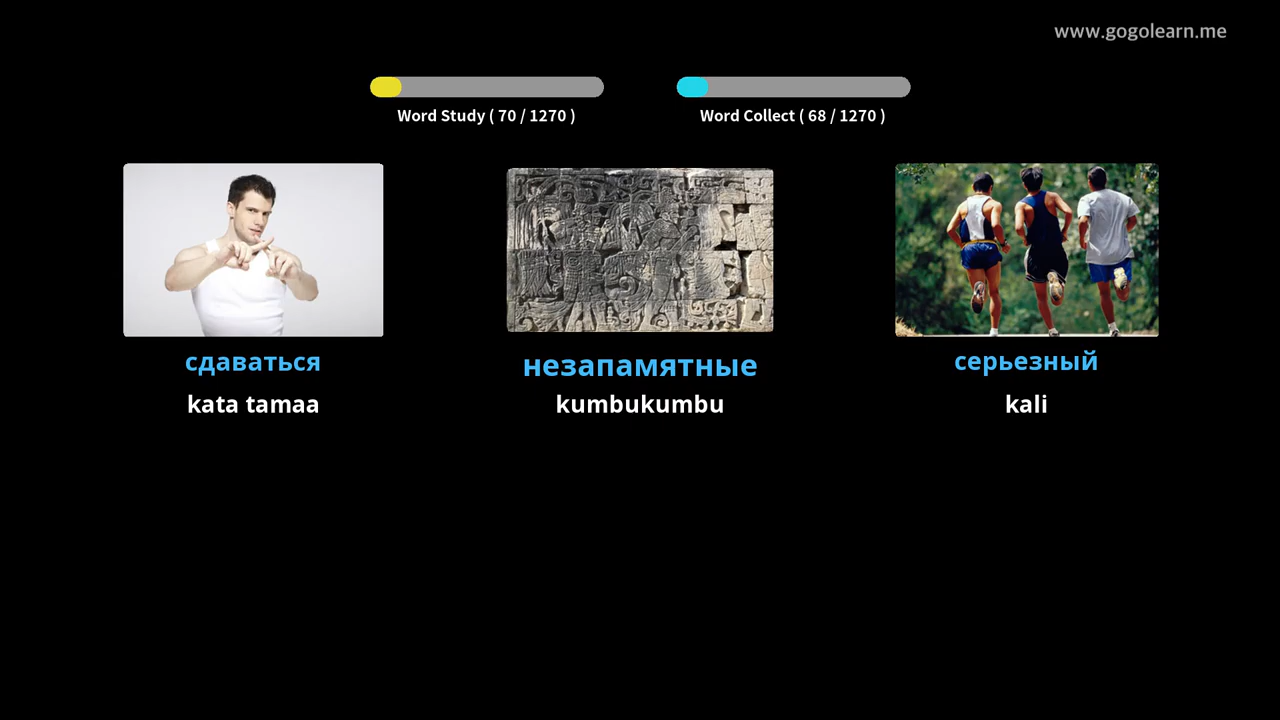 www.gogolearn.me
Word Study ( 70 / 1270 )
Word Collect ( 68 / 1270 )
сдаваться
незапамятные
серьезный
kata tamaa
kumbukumbu
kali